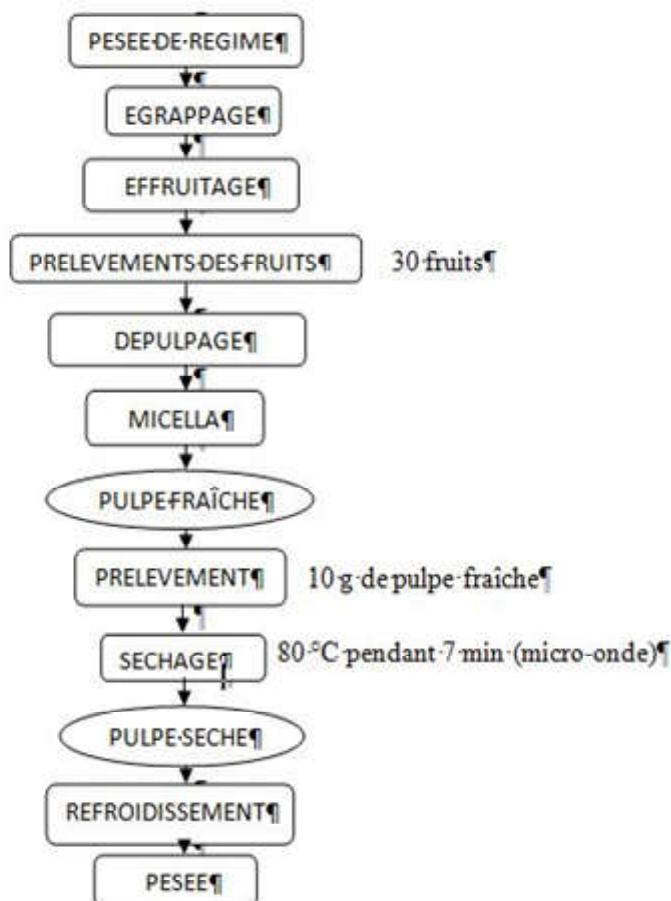 PESEE·DE·REGIME¶
¶
EGRAPPAGE¶
¶
EFFRUITAGE¶
PRELEVEMENTS·DES·FRUITS¶ 30·fruits¶
¶
DEPULPAGE¶
¶
MICELLA¶
PULPE·FRAÎCHE¶
PRELEVEMENT¶ 10·g·de·pulpe·fraîche¶
¶
SECHAGE¶ 80·°C·pendant·7·min·(micro-onde)¶
PULPE·SECHE¶
¶
REFROIDISSEMENT¶
¶
PESEE¶